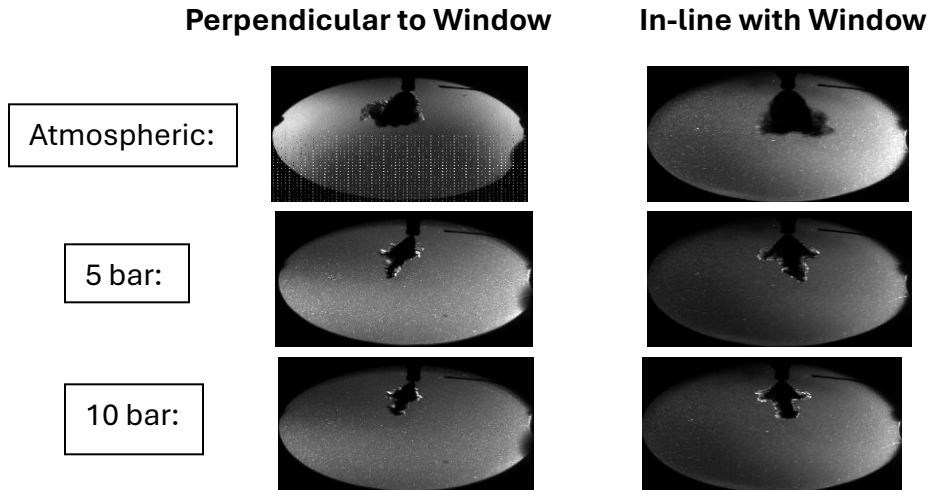 Perpendicular to Window
In-line with Window
Atmospheric:
5 bar:
10 bar: